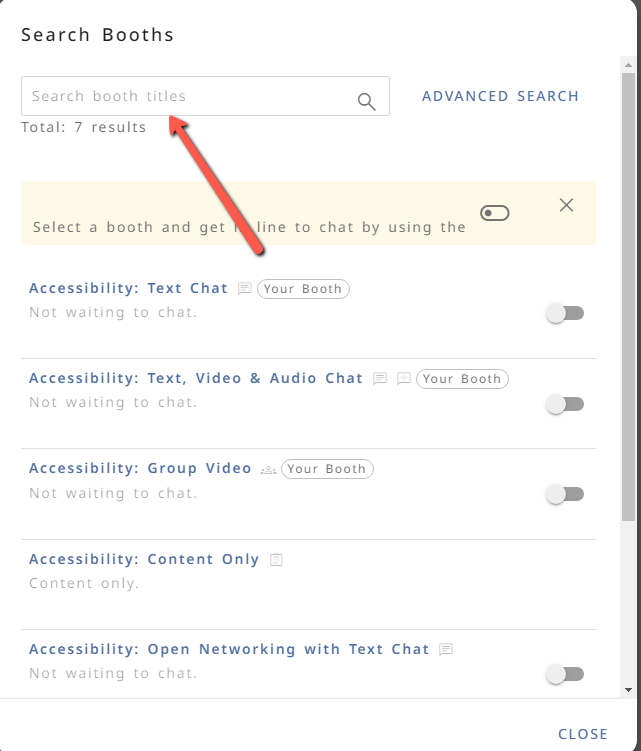 Search Booths
Search booth titles
ADVANCED SEARCH
Total: 7 results
Select a booth and get line to chat by using the
Accessibility: Text Chat Your Booth
Not waiting to chat.
Accessibility: Text, Video & Audio Chat Your Booth
Not waiting to chat.
Accessibility: Group Video Your Booth
Not waiting to chat.
Accessibility: Content Only
Content only.
Accessibility: Open Networking with Text Chat
Not waiting to chat.
CLOSE